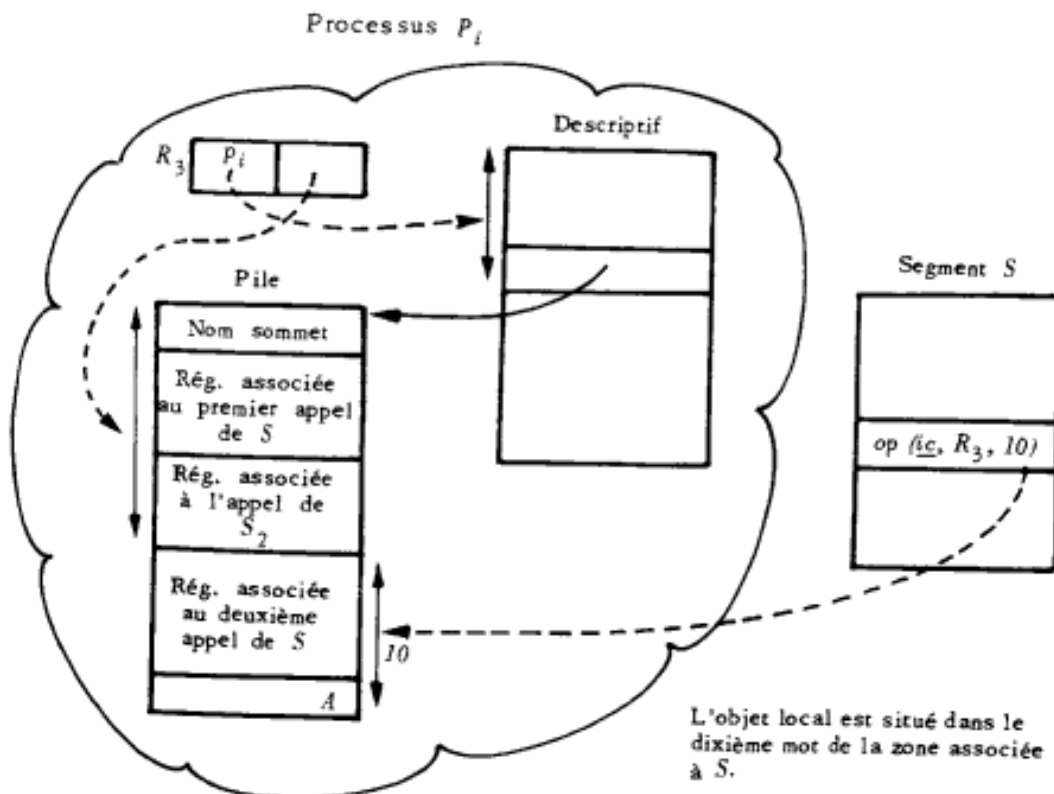 Processus P_i
Descriptif
R_3
p_i
l
Segment S
Pile
Nom sommet
Rég. associée
au premier appel
de S
op (ic, R_3, 10)
Rég. associée
à l'appel de
S_2
Rég. associée
au deuxième
appel de S
10
A
L'objet local est situé dans le
dixième mot de la zone associée
à S.